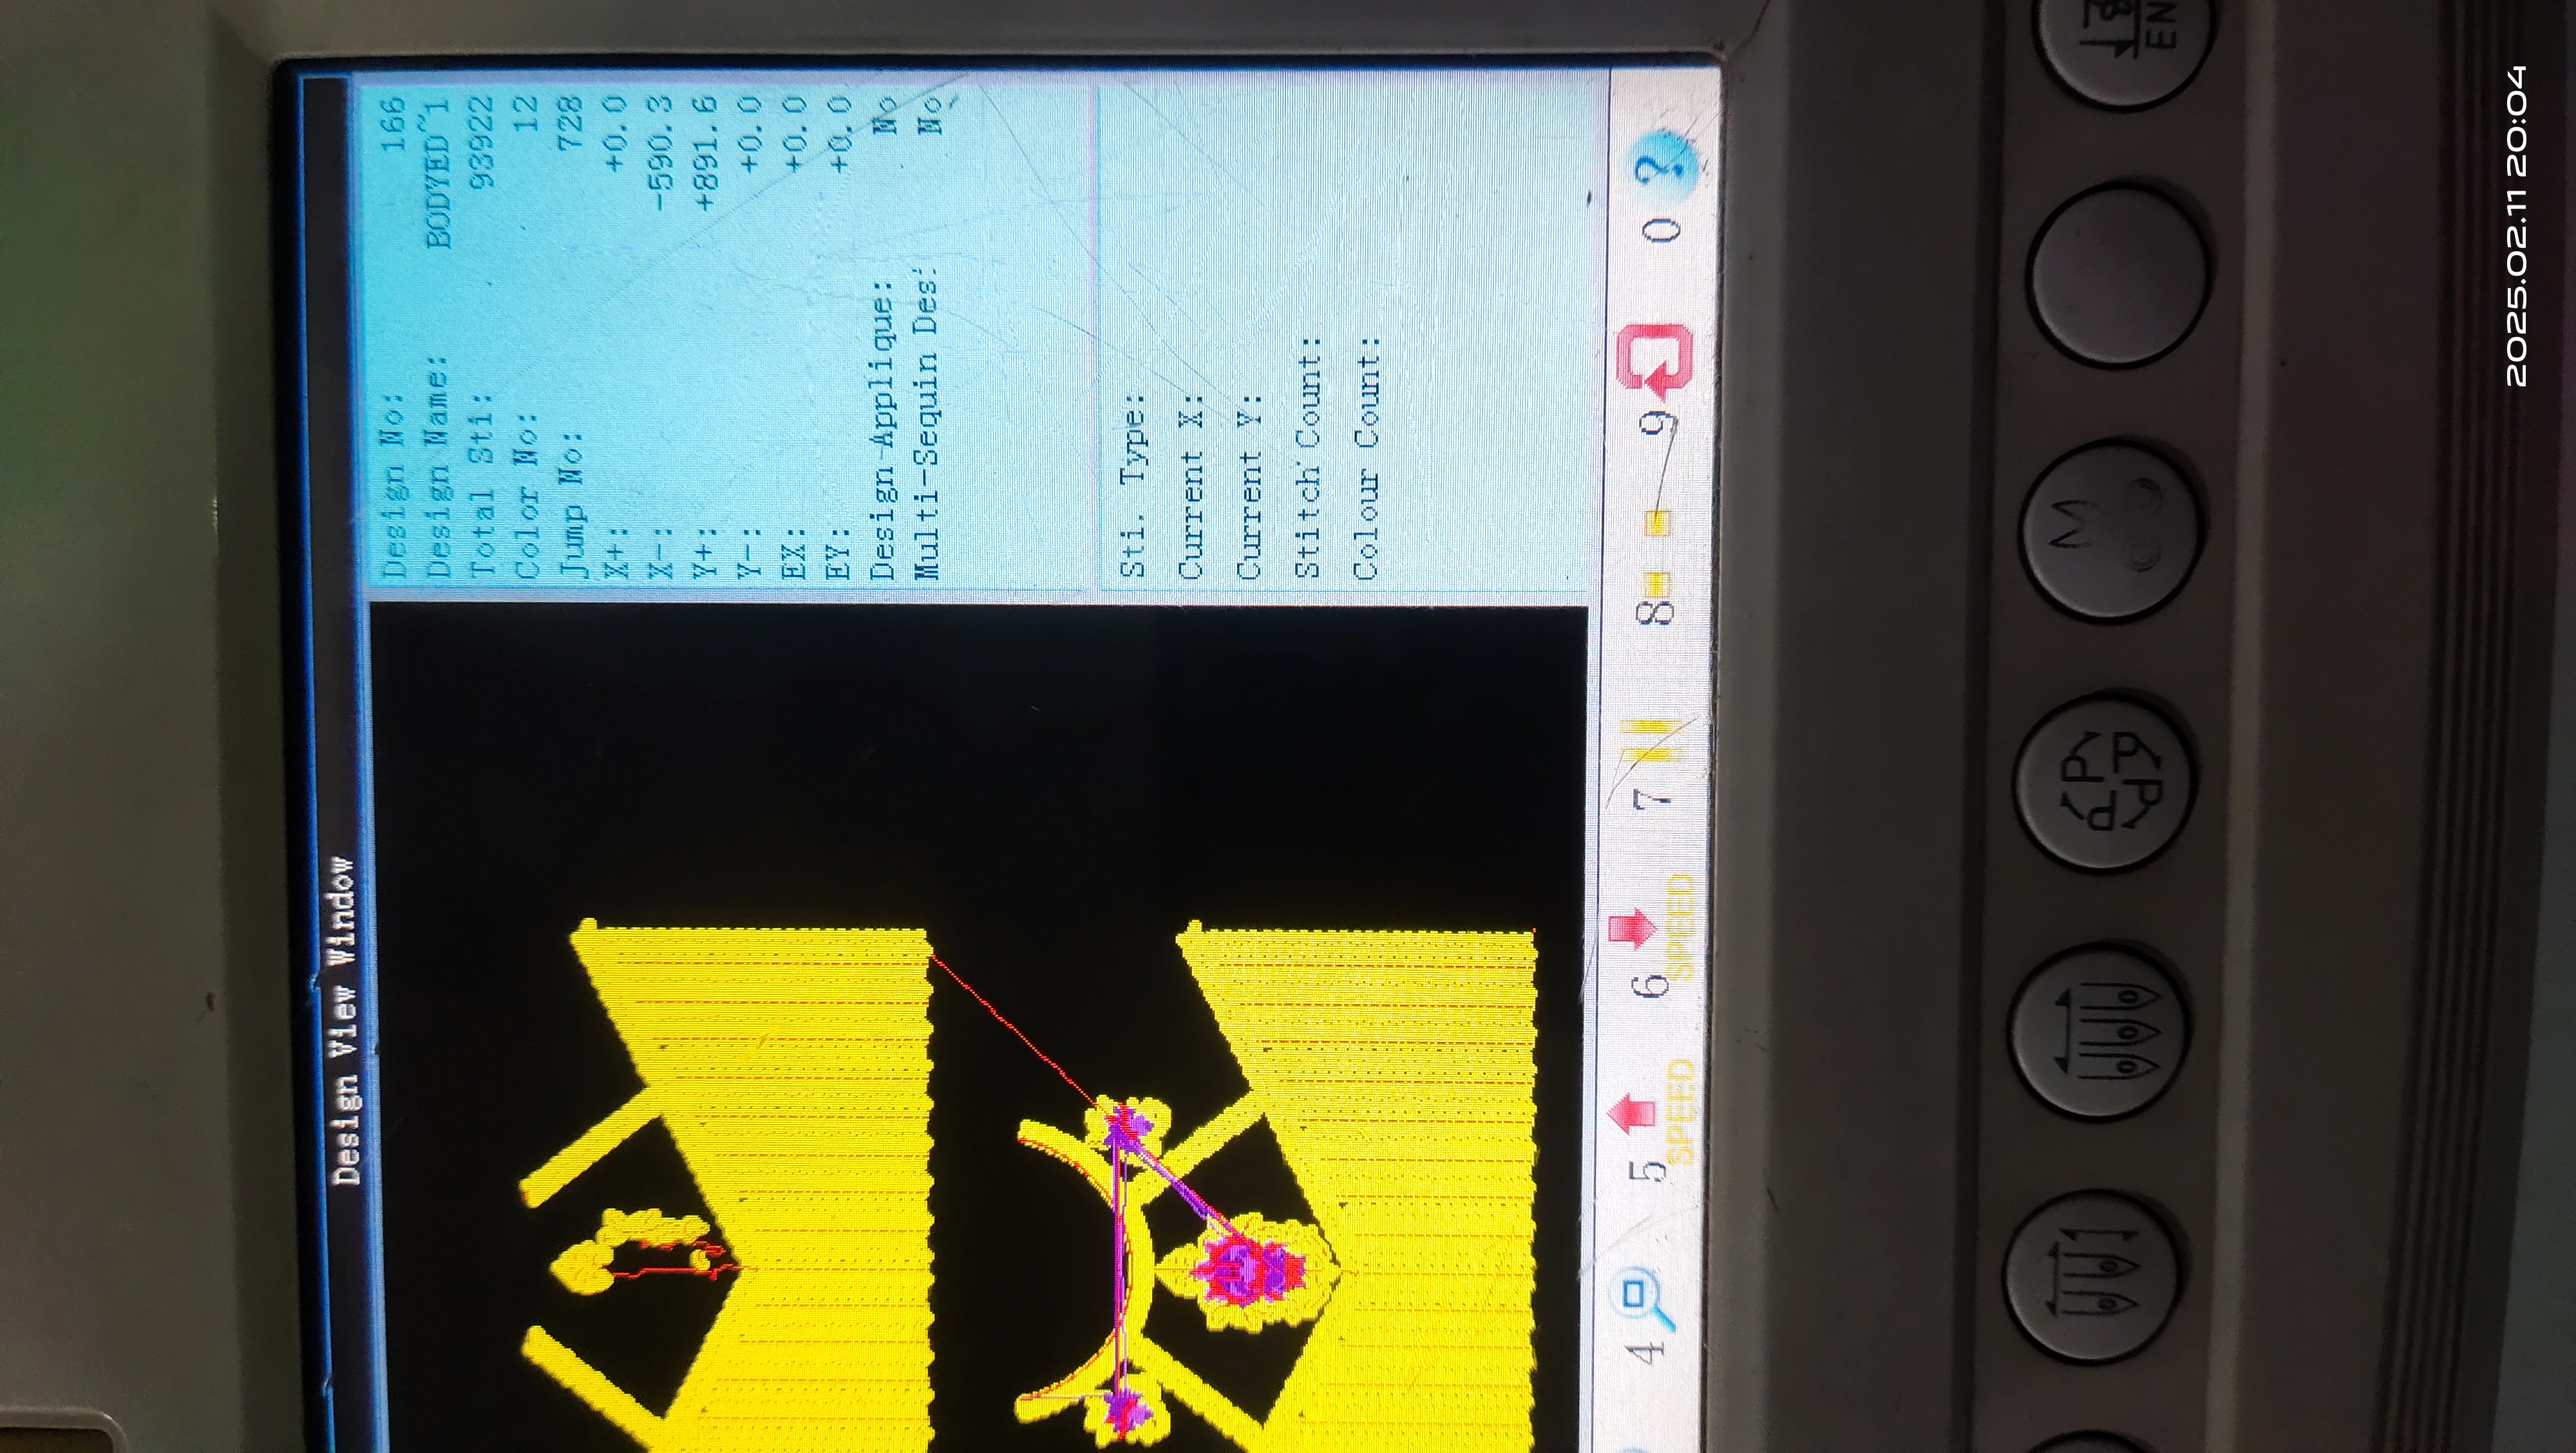 Design View Window
Design No: 166
Design Name: BODYED~1
Total Sti: 93922
Color No: 12
Jump No: 728
X+: +0.0
X-: -590.3
Y+: +891.6
Y-: +0.0
EX: +0.0
EY: +0.0
Design-Applique: No
Multi-Sequin Des: No
Sti. Type:
Current X:
Current Y:
Stitch Count:
Colour Count:
4 5 SPEED 6 SPEED 7 8 9 0 ?
P P P P
EN
2025.02.11 20:04